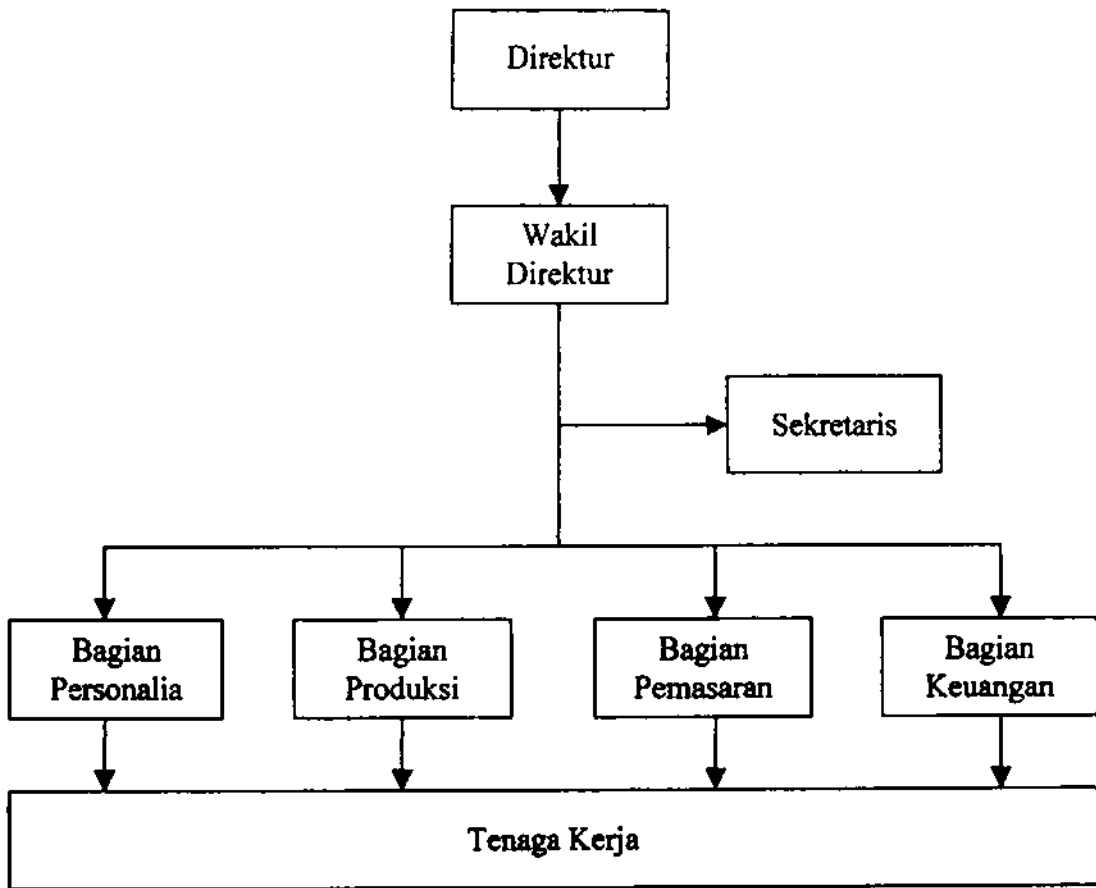 Direktur
Wakil
Direktur
Sekretaris
Bagian
Personalia
Bagian
Produksi
Bagian
Pemasaran
Bagian
Keuangan
Tenaga Kerja